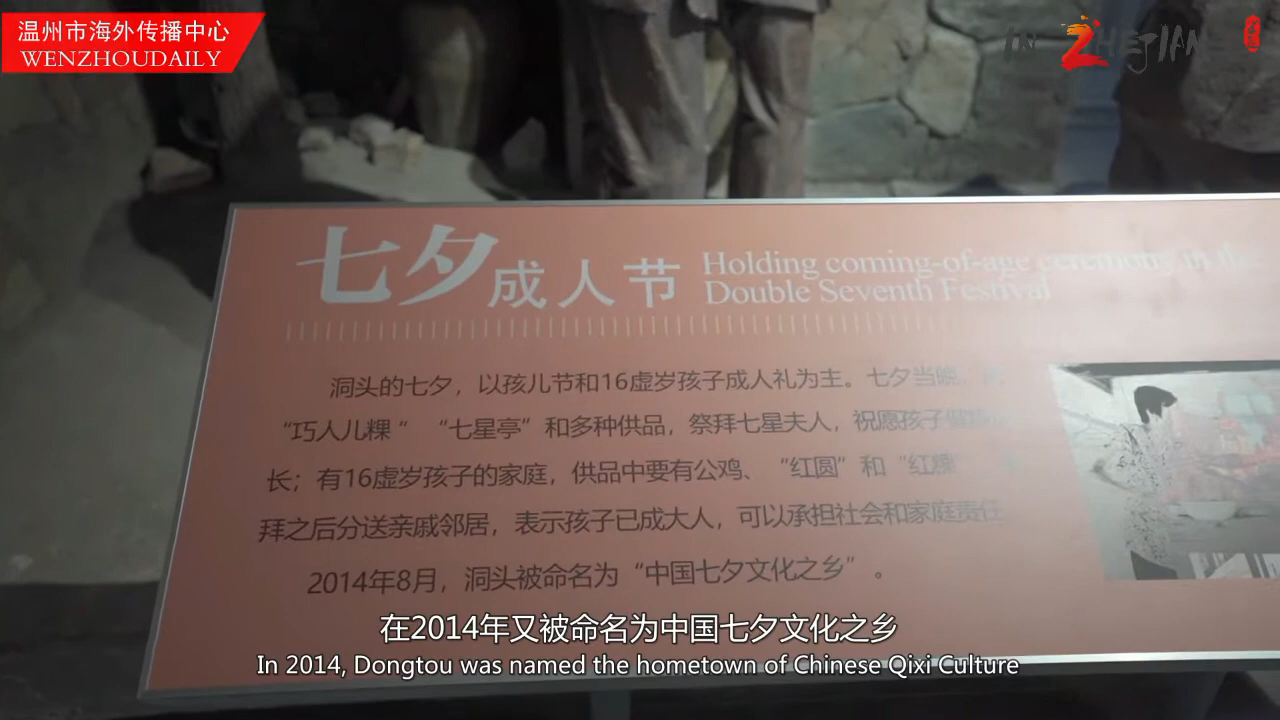 温州市海外传播中心
WENZHOUDAILY
IN ZHEJIANG
七夕成人节
Holding coming-of-age ceremony in the
Double Seventh Festival
洞头的七夕，以孩儿节和16虚岁孩子成人礼为主。七夕当晚，
“巧人儿粿 “ “七星亭”和多种供品，祭拜七星夫人，祝愿孩子
长；有16虚岁孩子的家庭，供品中要有公鸡、“红圆”和“红粿”
拜之后分送亲戚邻居，表示孩子已成大人，可以承担社会和家庭责任
2014年8月，洞头被命名为“中国七夕文化之乡”。
在2014年又被命名为中国七夕文化之乡
In 2014, Dongtou was named the hometown of Chinese Qixi Culture